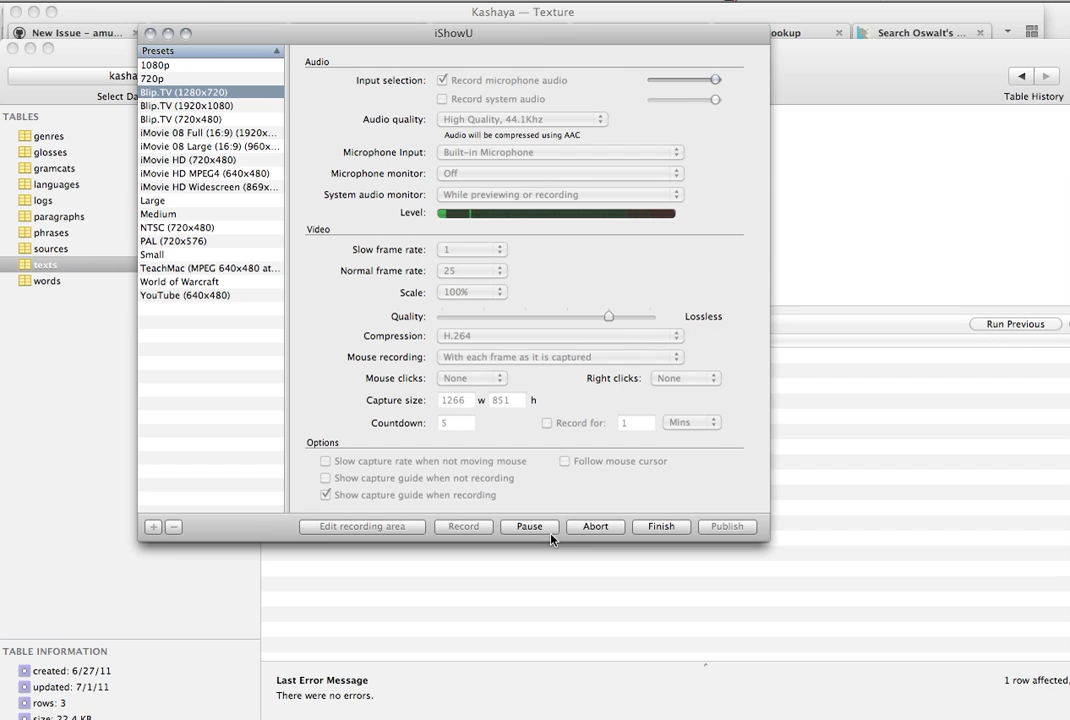 Kashaya — Texture
New Issue – amu...
ookup
Search Oswalt's ...
iShowU
kasha
Select Da
Table History
TABLES
genres
glosses
gramcats
languages
logs
paragraphs
phrases
sources
texts
words
Presets
1080p
720p
Blip.TV (1280x720)
Blip.TV (1920x1080)
Blip.TV (720x480)
iMovie 08 Full (16:9) (1920x...
iMovie 08 Large (16:9) (960x...
iMovie HD (720x480)
iMovie HD MPEG4 (640x480)
iMovie HD Widescreen (869x...
Large
Medium
NTSC (720x480)
PAL (720x576)
Small
TeachMac (MPEG 640x480 at...
World of Warcraft
YouTube (640x480)
Audio
Input selection: Record microphone audio
Record system audio
Audio quality: High Quality, 44.1Khz
Audio will be compressed using AAC
Microphone Input: Built-in Microphone
Microphone monitor: Off
System audio monitor: While previewing or recording
Level:
Video
Slow frame rate: 1
Normal frame rate: 25
Scale: 100%
Quality: Lossless
Compression: H.264
Mouse recording: With each frame as it is captured
Mouse clicks: None Right clicks: None
Capture size: 1266 w 851 h
Countdown: 5 Record for: 1 Mins
Options
Slow capture rate when not moving mouse Follow mouse cursor
Show capture guide when not recording
Show capture guide when recording
+ − Edit recording area Record Pause Abort Finish Publish
Run Previous
TABLE INFORMATION
created: 6/27/11
updated: 7/1/11
rows: 3
size: 22.4 KB
Last Error Message
There were no errors.
1 row affected,